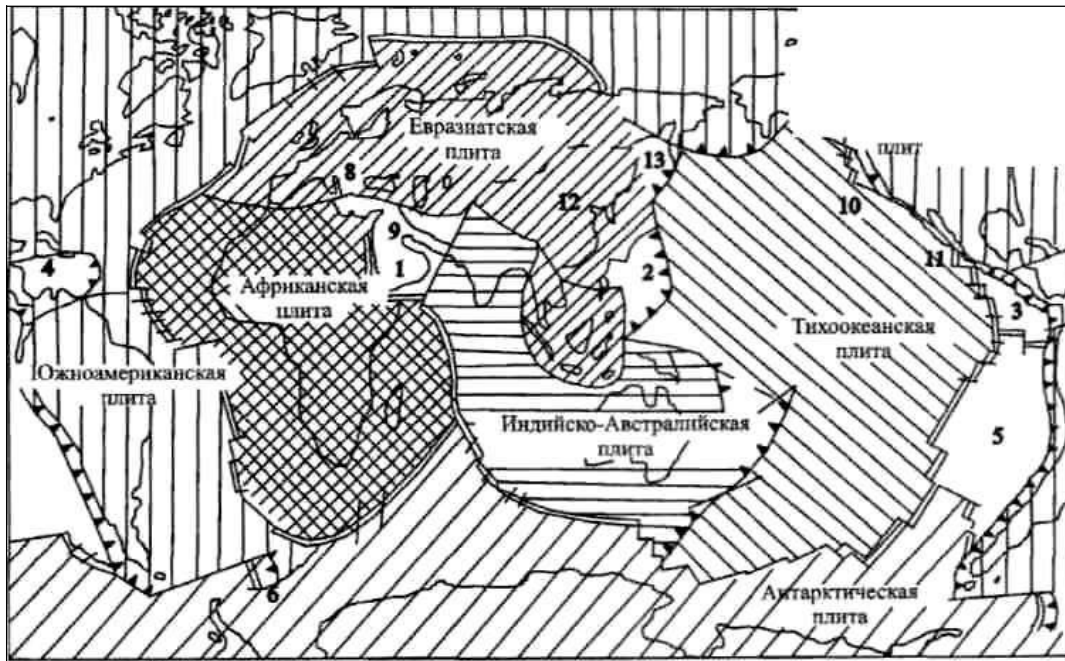 Евразиатская
плита
13
плит
8
12
10
9
4
1
2
11
Африканская
плита
3
Тихоокеанская
плита
Южноамериканская
плита
Индийско-Австралийская
плита
5
6
Антарктическая
плита